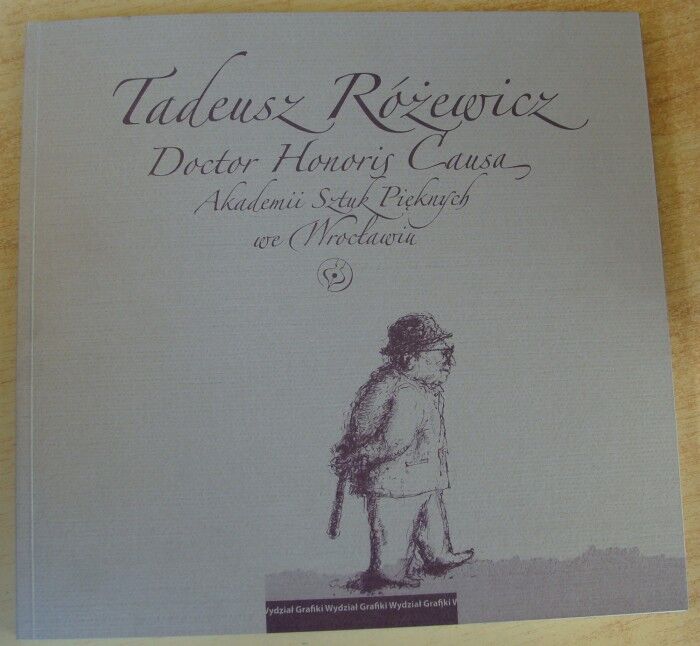 Tadeusz Różewicz
Doctor Honoris Causa
Akademii Sztuk Pięknych
we Wrocławiu
Wydział Grafiki Wydział Grafiki Wydział Grafiki W